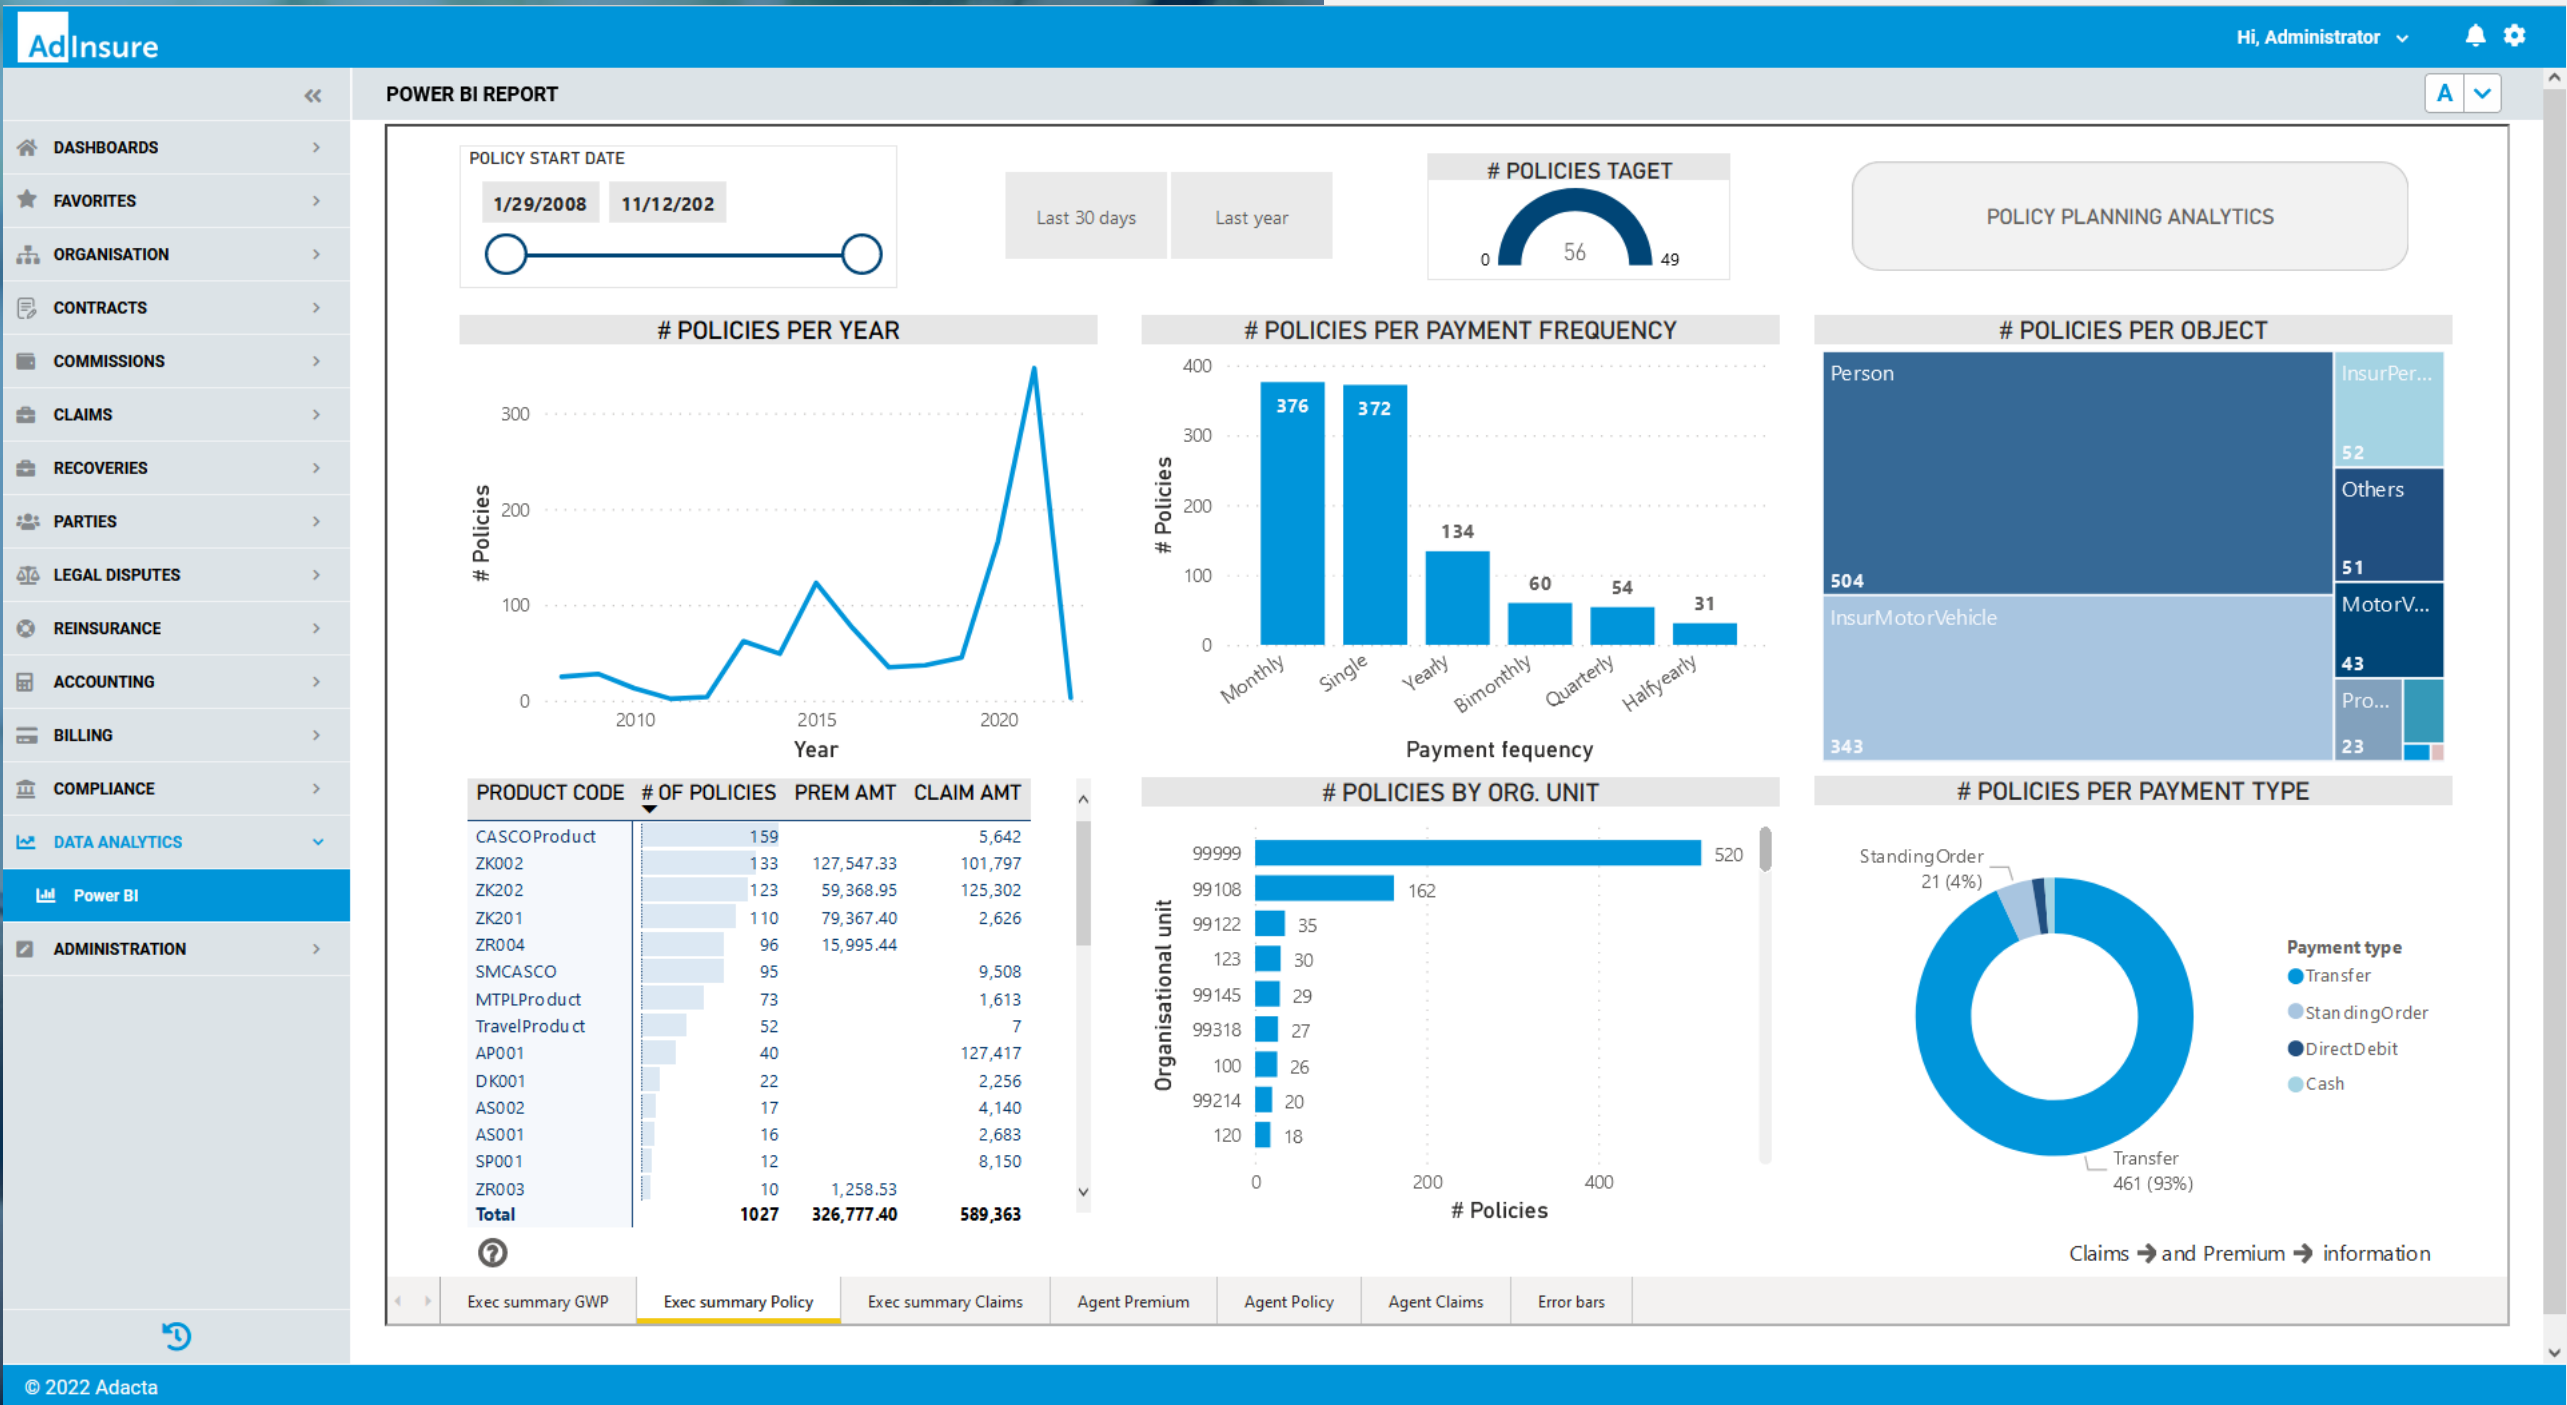 AdInsure
Hi, Administrator
POWER BI REPORT
A
DASHBOARDS
FAVORITES
ORGANISATION
CONTRACTS
COMMISSIONS
CLAIMS
RECOVERIES
PARTIES
LEGAL DISPUTES
REINSURANCE
ACCOUNTING
BILLING
COMPLIANCE
DATA ANALYTICS
Power BI
ADMINISTRATION
POLICY START DATE
1/29/2008 11/12/202
Last 30 days Last year
# POLICIES TAGET
56
0 49
POLICY PLANNING ANALYTICS
# POLICIES PER YEAR
# Policies
300
200
100
0
2010 2015 2020
Year
# POLICIES PER PAYMENT FREQUENCY
# Policies
400
300
200
100
0
376 372 134 60 54 31
Monthly Single Yearly Bimonthly Quarterly Halfyearly
Payment fequency
# POLICIES PER OBJECT
Person
504
InsurMotorVehicle
343
InsurPer...
52
Others
51
MotorV...
43
Pro...
23
PRODUCT CODE # OF POLICIES PREM AMT CLAIM AMT
CASCOProduct 159 5,642
ZK002 133 127,547.33 101,797
ZK202 123 59,368.95 125,302
ZK201 110 79,367.40 2,626
ZR004 96 15,995.44
SMCASCO 95 9,508
MTPLProduct 73 1,613
TravelProduct 52 7
AP001 40 127,417
DK001 22 2,256
AS002 17 4,140
AS001 16 2,683
SP001 12 8,150
ZR003 10 1,258.53
Total 1027 326,777.40 589,363
# POLICIES BY ORG. UNIT
Organisational unit
99999 520
99108 162
99122 35
123 30
99145 29
99318 27
100 26
99214 20
120 18
0 200 400
# Policies
# POLICIES PER PAYMENT TYPE
StandingOrder
21 (4%)
Transfer
461 (93%)
Payment type
Transfer
StandingOrder
DirectDebit
Cash
?
Claims and Premium information
Exec summary GWP Exec summary Policy Exec summary Claims Agent Premium Agent Policy Agent Claims Error bars
© 2022 Adacta